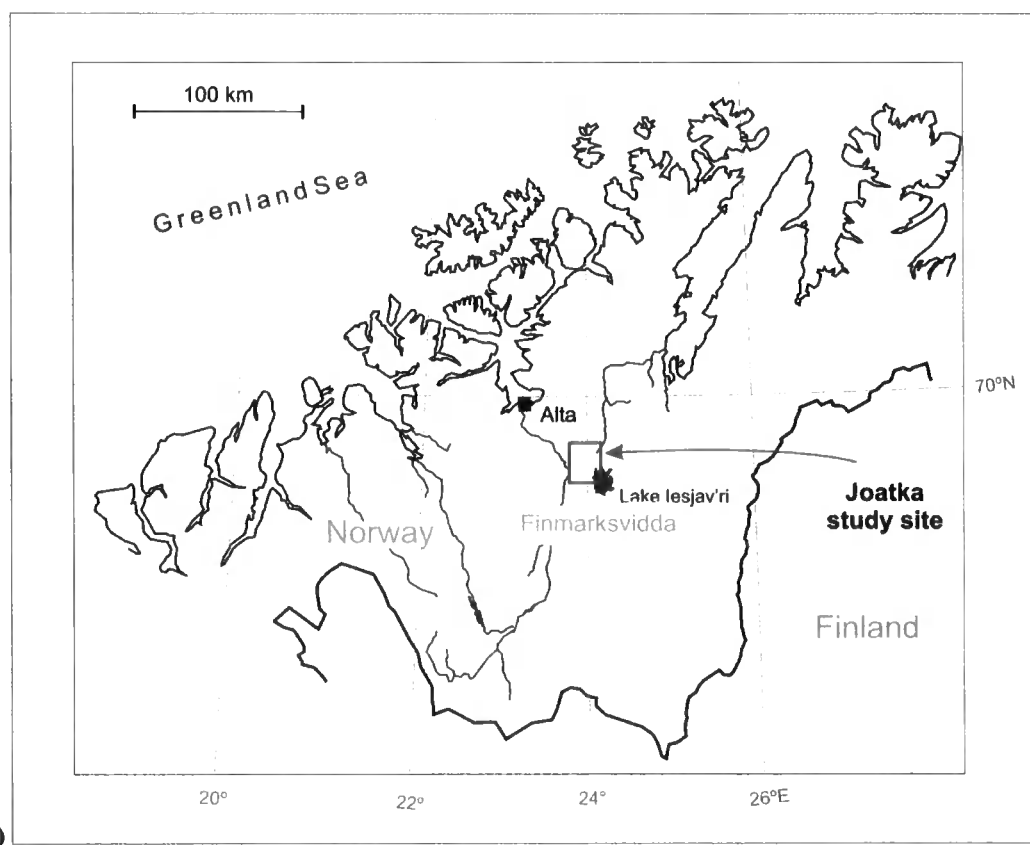 100 km
Greenland Sea
70°N
Alta
Lake Iesjav'ri
Joatka
study site
Norway
Finmarksvidda
Finland
20°
22°
24°
26°E